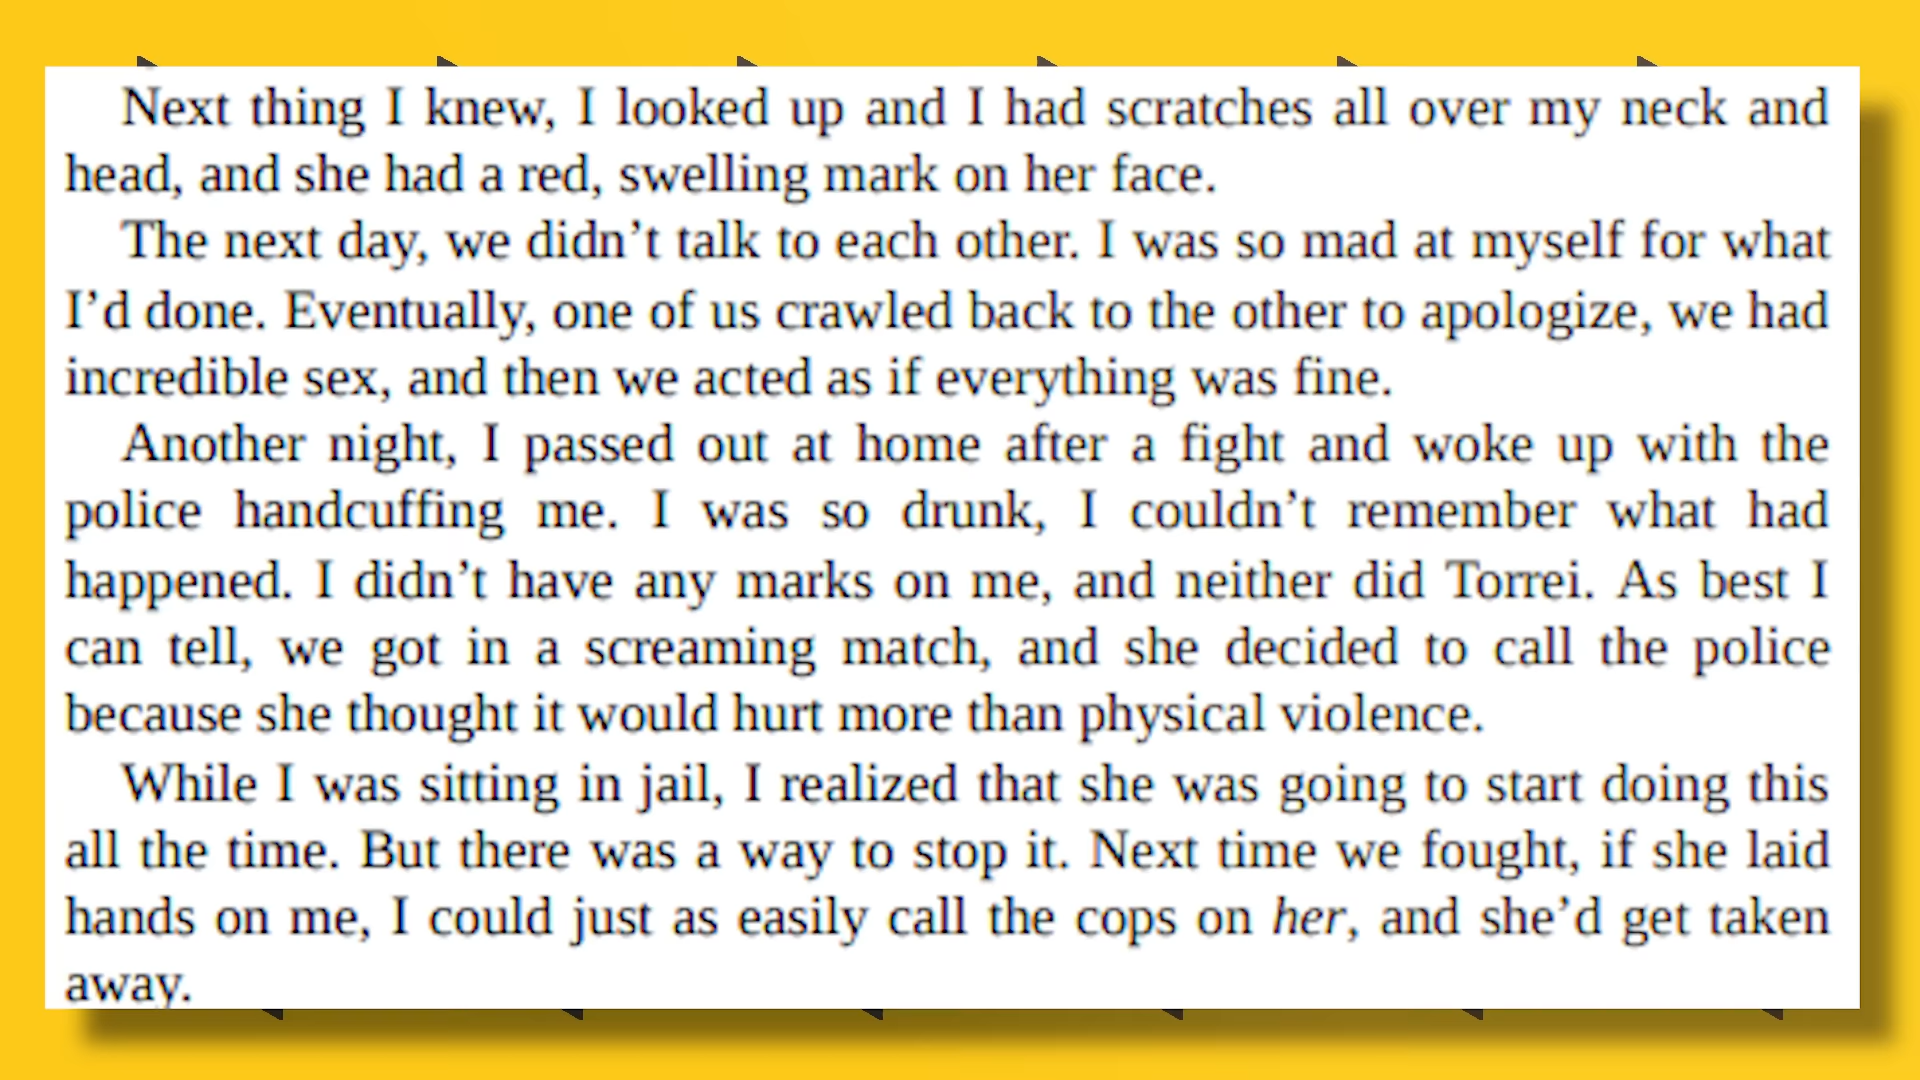 Next thing I knew, I looked up and I had scratches all over my neck and
head, and she had a red, swelling mark on her face.
The next day, we didn’t talk to each other. I was so mad at myself for what
I’d done. Eventually, one of us crawled back to the other to apologize, we had
incredible sex, and then we acted as if everything was fine.
Another night, I passed out at home after a fight and woke up with the
police handcuffing me. I was so drunk, I couldn’t remember what had
happened. I didn’t have any marks on me, and neither did Torrei. As best I
can tell, we got in a screaming match, and she decided to call the police
because she thought it would hurt more than physical violence.
While I was sitting in jail, I realized that she was going to start doing this
all the time. But there was a way to stop it. Next time we fought, if she laid
hands on me, I could just as easily call the cops on her, and she’d get taken
away.